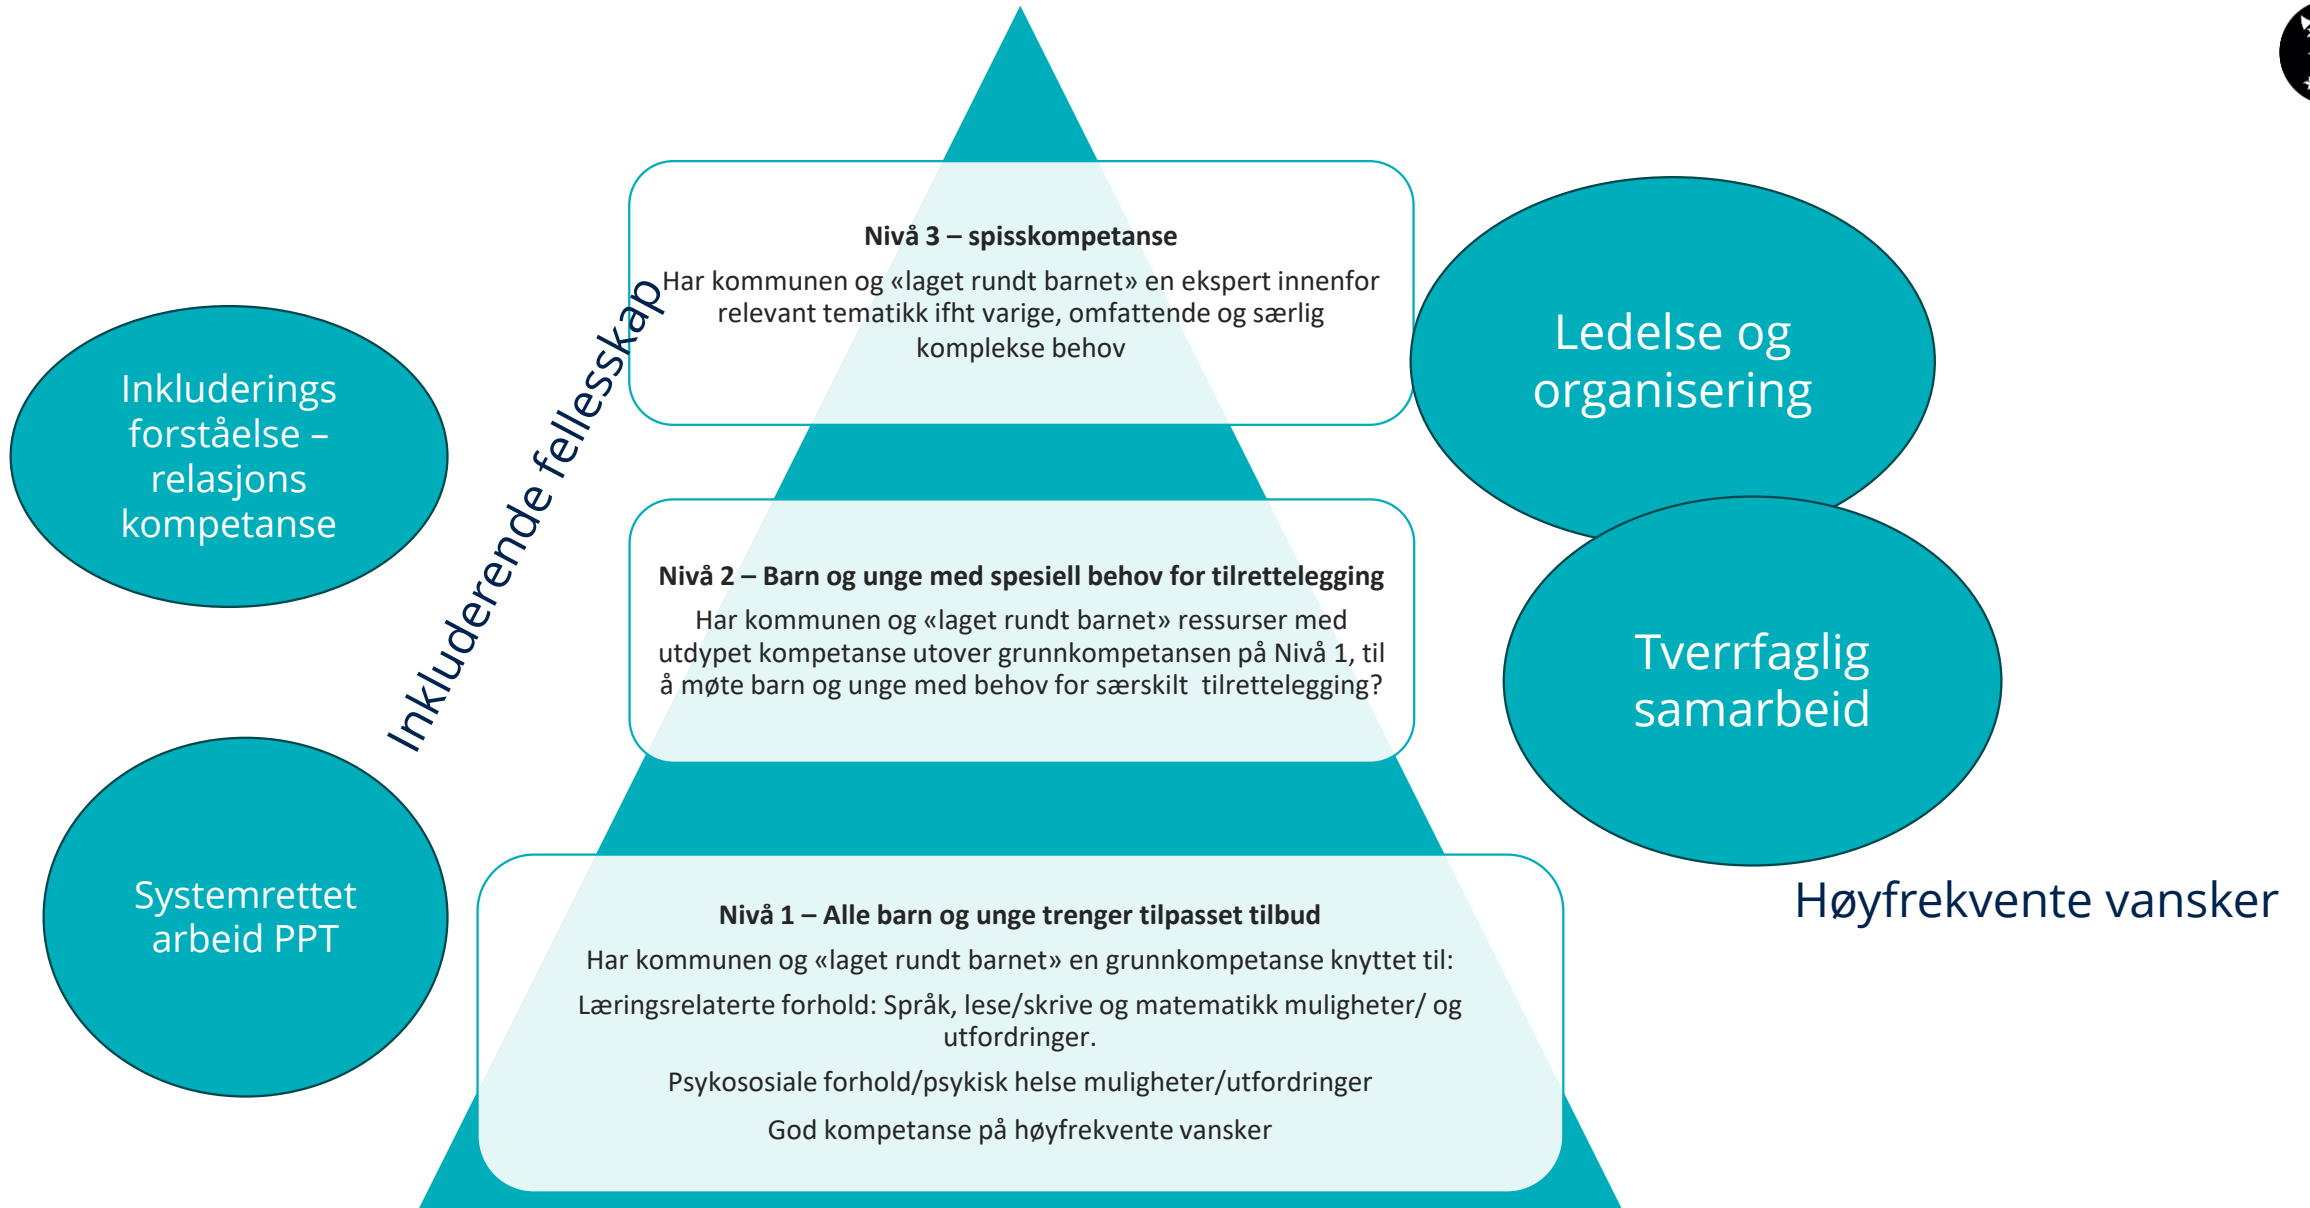 Nivå 3 – spisskompetanse
Har kommunen og «laget rundt barnet» en ekspert innenfor
relevant tematikk ifht varige, omfattende og særlig
komplekse behov
Inkluderings
forståelse –
relasjons
kompetanse
Inkluderende fellesskap
Ledelse og
organisering
Nivå 2 – Barn og unge med spesiell behov for tilrettelegging
Har kommunen og «laget rundt barnet» ressurser med
utdypet kompetanse utover grunnkompetansen på Nivå 1, til
å møte barn og unge med behov for særskilt  tilrettelegging?
Tverrfaglig
samarbeid
Systemrettet
arbeid PPT
Høyfrekvente vansker
Nivå 1 – Alle barn og unge trenger tilpasset tilbud
Har kommunen og «laget rundt barnet» en grunnkompetanse knyttet til:
Læringsrelaterte forhold: Språk, lese/skrive og matematikk muligheter/ og
utfordringer.
Psykososiale forhold/psykisk helse muligheter/utfordringer
God kompetanse på høyfrekvente vansker